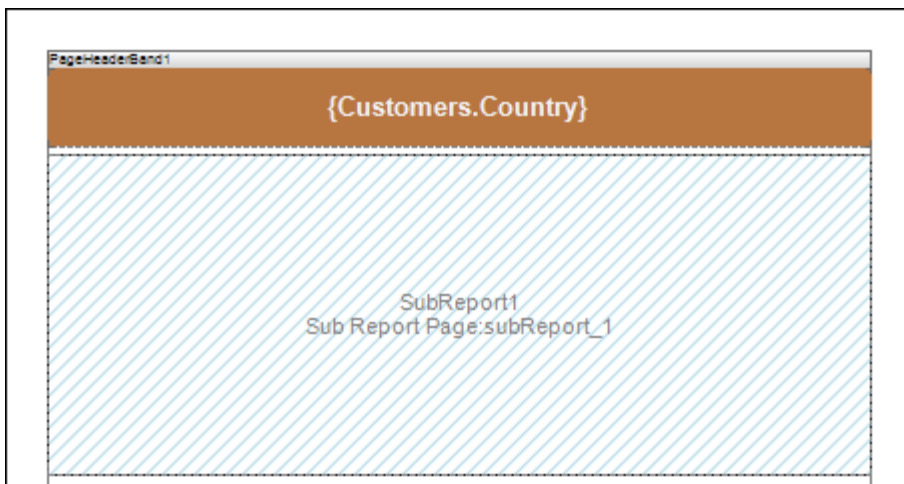 PageHeaderBand1
{Customers.Country}
SubReport1
Sub Report Page:subReport_1